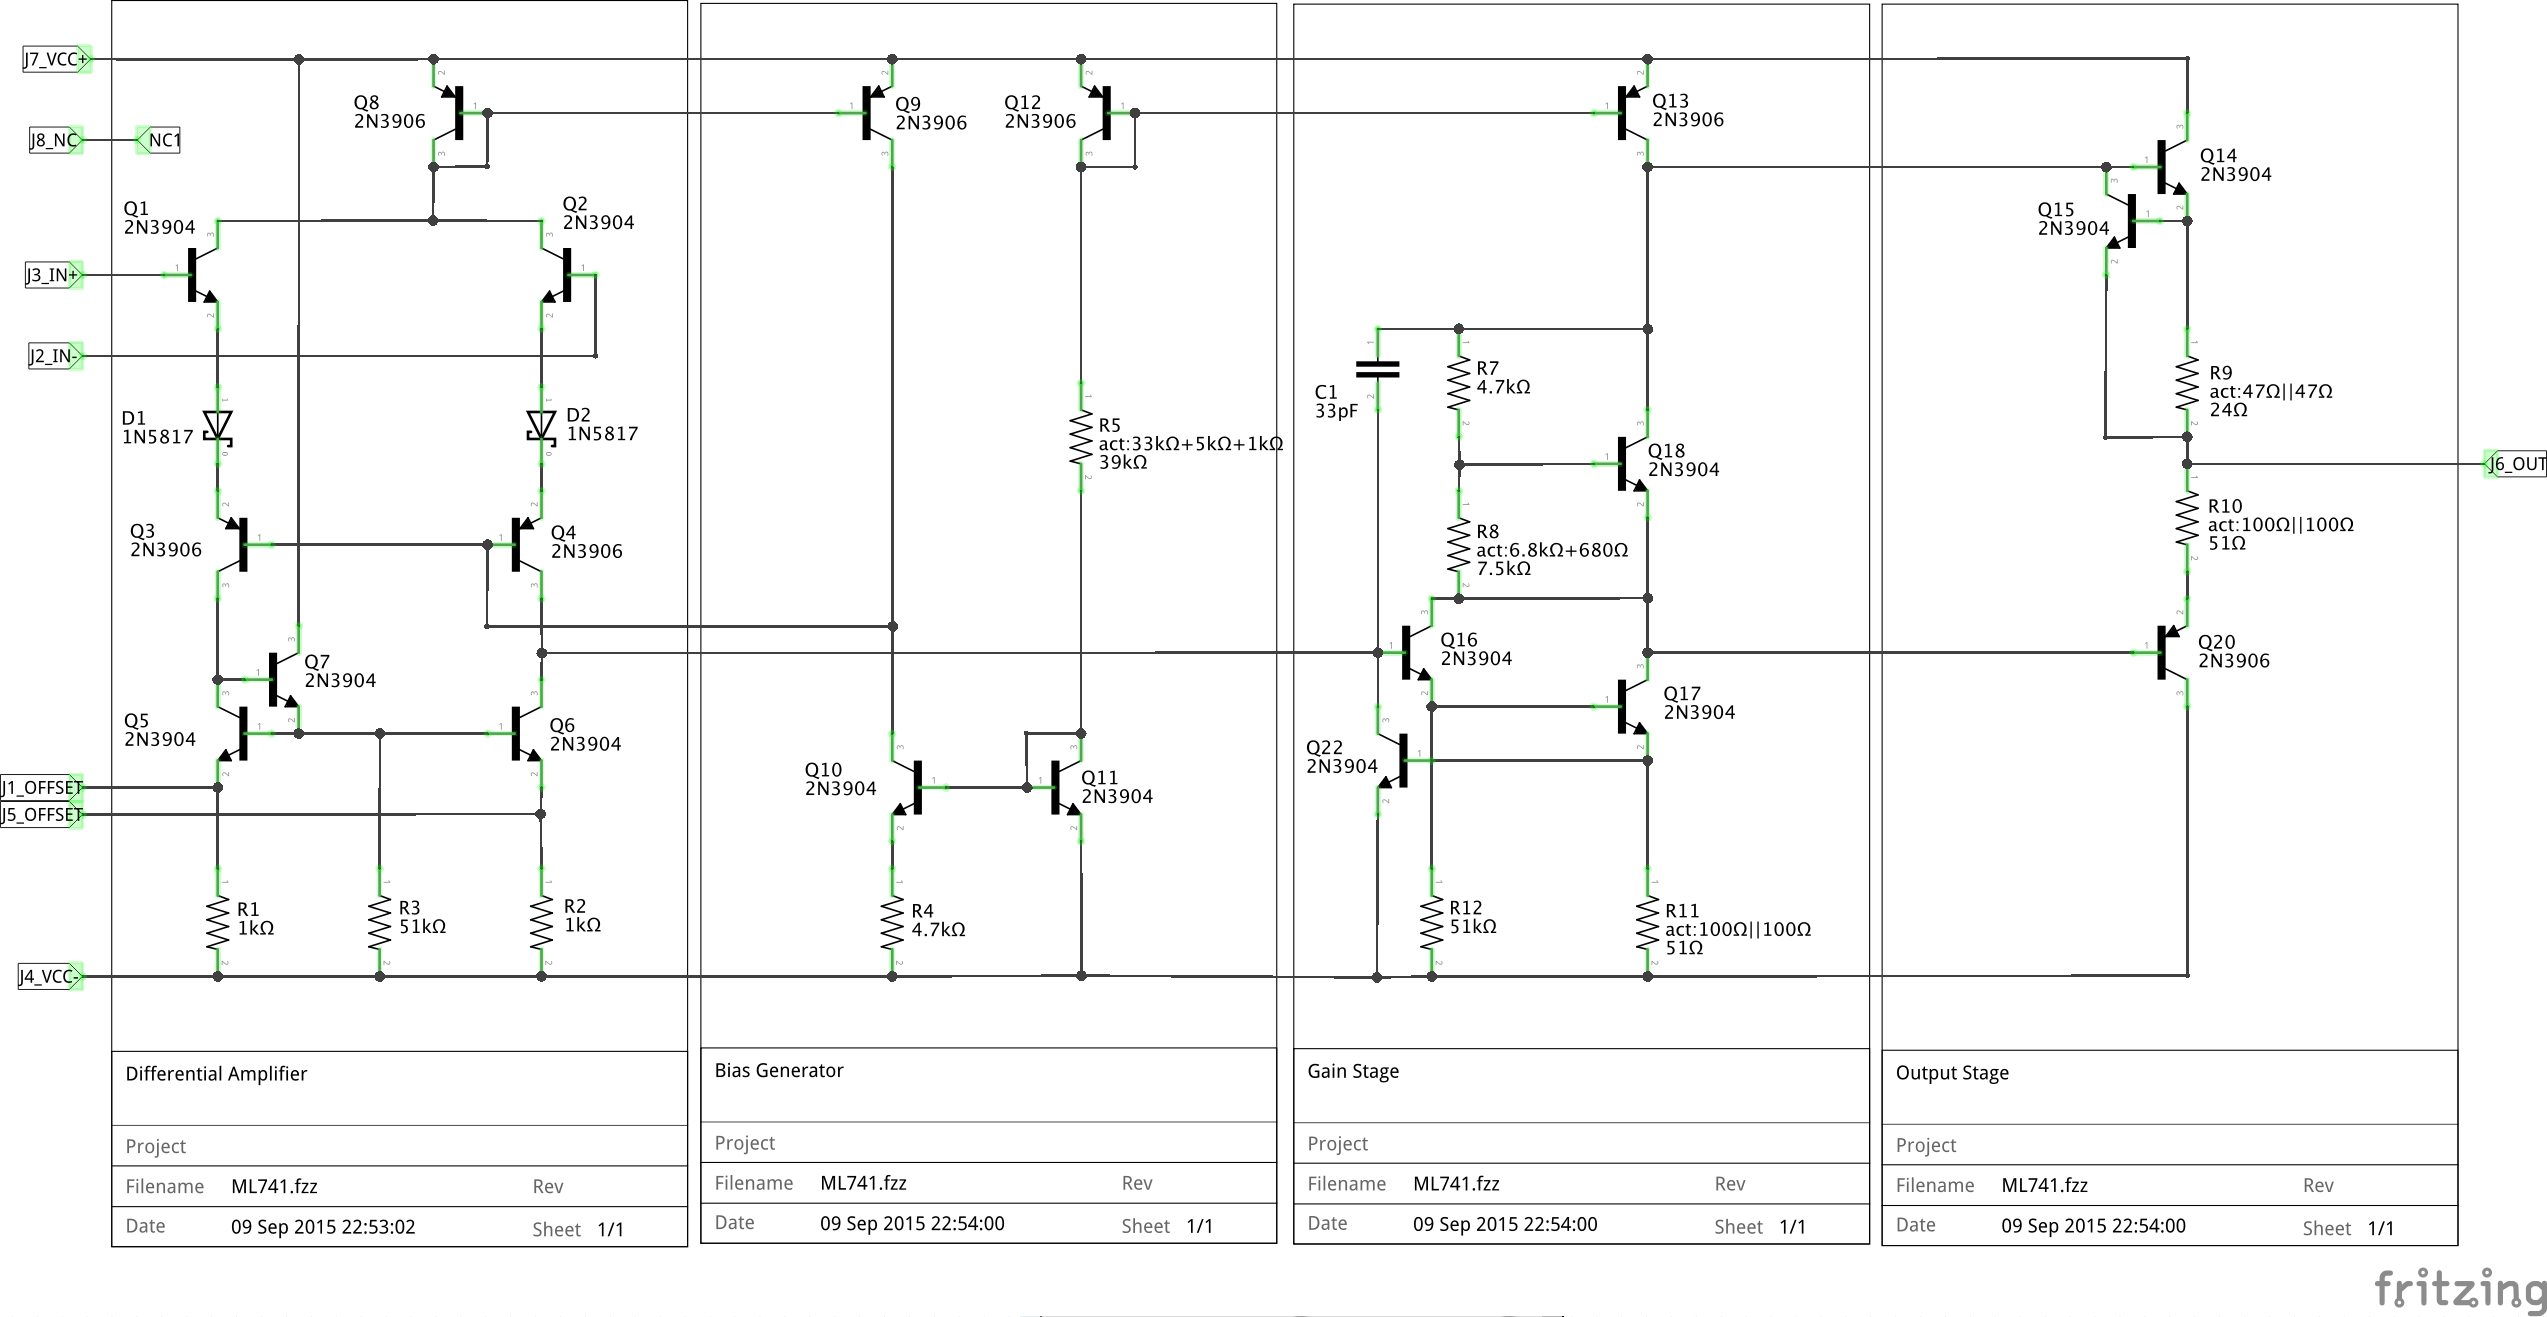 J7_VCC+
J8_NC
NC1
J3_IN+
J2_IN-
J1_OFFSET
J5_OFFSET
J4_VCC-
Q8
2N3906
Q1
2N3904
Q2
2N3904
D1
1N5817
D2
1N5817
Q3
2N3906
Q4
2N3906
Q7
2N3904
Q5
2N3904
Q6
2N3904
R1
1kΩ
R3
51kΩ
R2
1kΩ
Differential Amplifier
Project
Filename ML741.fzz Rev
Date 09 Sep 2015 22:53:02 Sheet 1/1
Q9
2N3906
Q12
2N3906
R5
act:33kΩ+5kΩ+1kΩ
39kΩ
Q10
2N3904
Q11
2N3904
R4
4.7kΩ
Bias Generator
Project
Filename ML741.fzz Rev
Date 09 Sep 2015 22:54:00 Sheet 1/1
Q13
2N3906
C1
33pF
R7
4.7kΩ
Q18
2N3904
R8
act:6.8kΩ+680Ω
7.5kΩ
Q16
2N3904
Q17
2N3904
Q22
2N3904
R12
51kΩ
R11
act:100Ω||100Ω
51Ω
Gain Stage
Project
Filename ML741.fzz Rev
Date 09 Sep 2015 22:54:00 Sheet 1/1
Q14
2N3904
Q15
2N3904
R9
act:47Ω||47Ω
24Ω
J6_OUT
R10
act:100Ω||100Ω
51Ω
Q20
2N3906
Output Stage
Project
Filename ML741.fzz Rev
Date 09 Sep 2015 22:54:00 Sheet 1/1
fritzing